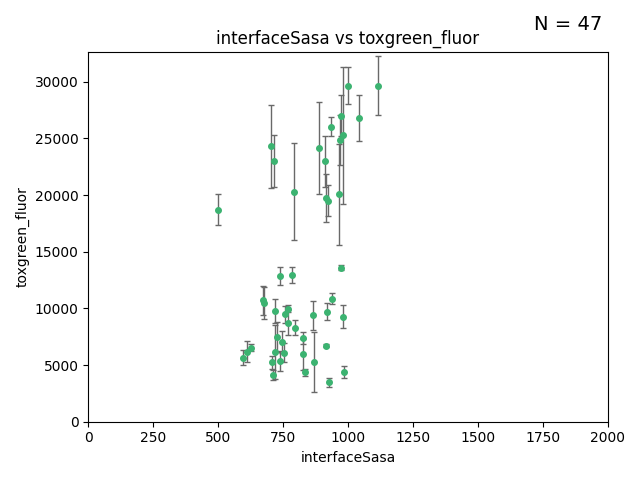 N = 47
interfaceSasa vs toxgreen_fluor
toxgreen_fluor
30000
25000
20000
15000
10000
5000
0
0 250 500 750 1000 1250 1500 1750 2000
interfaceSasa